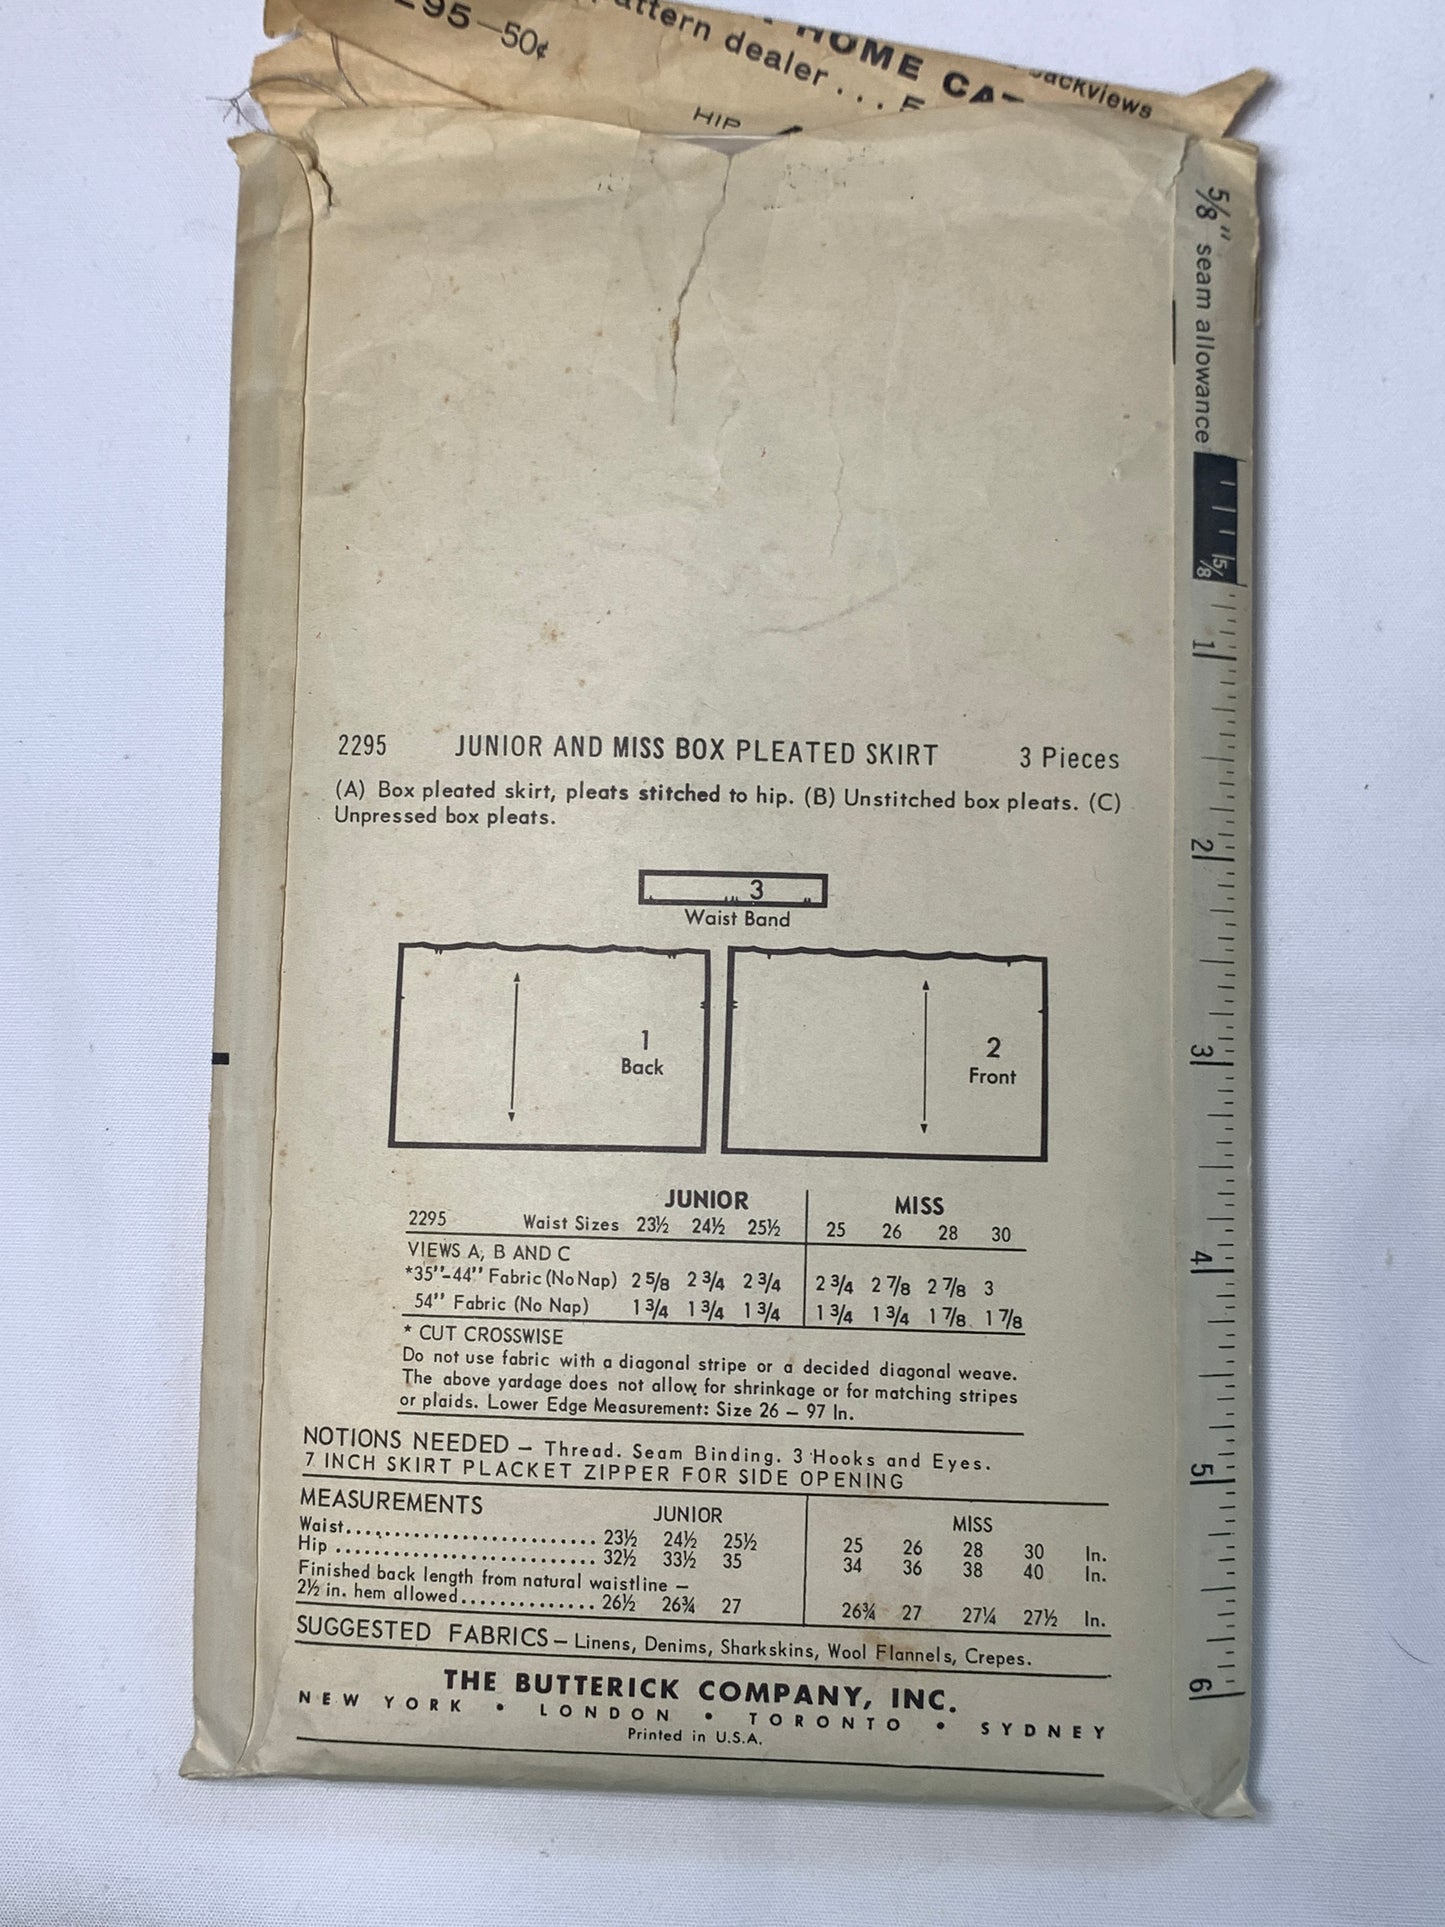 95-50¢
attern dealer...
HOME
backviews
HIP
5/8" seam allowance
5/8
1
2
3
4
5
6
2295 JUNIOR AND MISS BOX PLEATED SKIRT 3 Pieces
(A) Box pleated skirt, pleats stitched to hip. (B) Unstitched box pleats. (C)
Unpressed box pleats.
3
Waist Band
1
Back
2
Front
JUNIOR MISS
2295 Waist Sizes 23½ 24½ 25½ 25 26 28 30
VIEWS A, B AND C
*35"-44" Fabric (No Nap) 2 5/8 2 3/4 2 3/4 2 3/4 2 7/8 2 7/8 3
54" Fabric (No Nap) 1 3/4 1 3/4 1 3/4 1 3/4 1 3/4 1 7/8 1 7/8
* CUT CROSSWISE
Do not use fabric with a diagonal stripe or a decided diagonal weave.
The above yardage does not allow for shrinkage or for matching stripes
or plaids. Lower Edge Measurement: Size 26 – 97 In.
NOTIONS NEEDED – Thread. Seam Binding. 3 Hooks and Eyes.
7 INCH SKIRT PLACKET ZIPPER FOR SIDE OPENING
MEASUREMENTS JUNIOR MISS
Waist........................ 23½ 24½ 25½ 25 26 28 30 In.
Hip ......................... 32½ 33½ 35 34 36 38 40 In.
Finished back length from natural waistline –
2½ in. hem allowed.............. 26½ 26¾ 27 26¾ 27 27¼ 27½ In.
SUGGESTED FABRICS – Linens, Denims, Sharkskins, Wool Flannels, Crepes.
THE BUTTERICK COMPANY, INC.
NEW YORK • LONDON • TORONTO • SYDNEY
Printed in U.S.A.